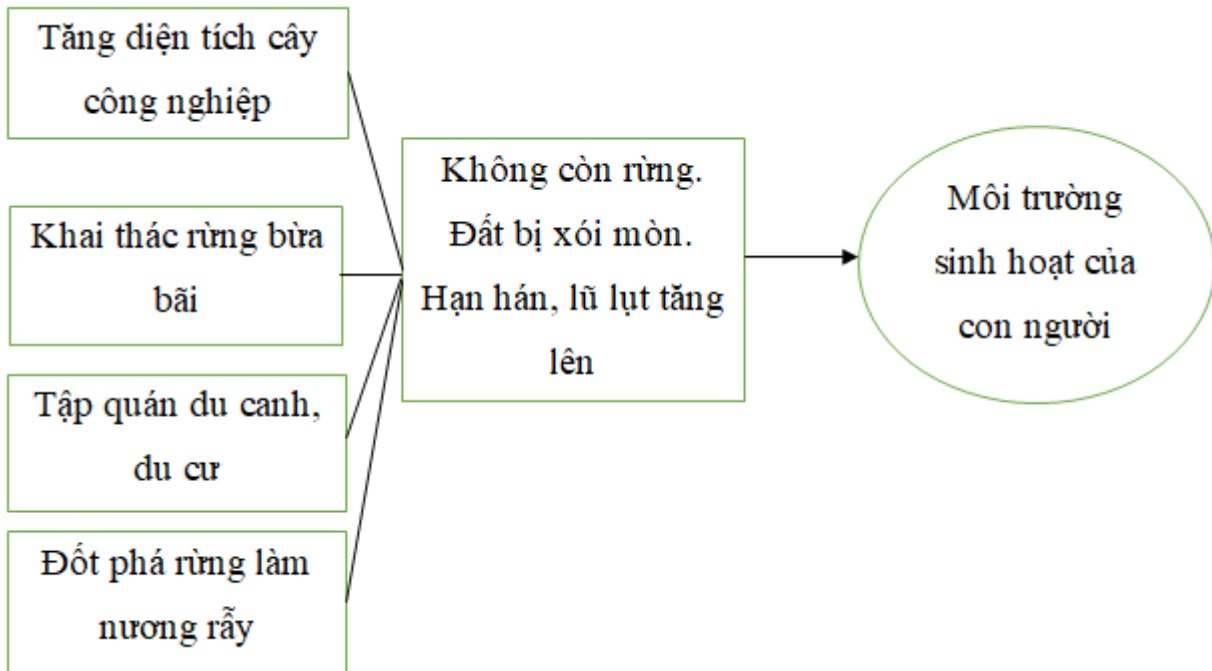 Tăng diện tích cây
công nghiệp
Khai thác rừng bừa
bãi
Tập quán du canh,
du cư
Đốt phá rừng làm
nương rẫy
Không còn rừng.
Đất bị xói mòn.
Hạn hán, lũ lụt tăng
lên
Môi trường
sinh hoạt của
con người